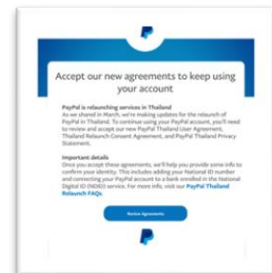 Accept our new agreements to keep using
your account
PayPal is relaunching services in Thailand
As we shared in March, we're making updates for the relaunch of
PayPal in Thailand. To continue using your PayPal account, you'll need
to review and accept our new PayPal Thailand User Agreement,
Thailand Relaunch Consent Agreement, and PayPal Thailand Privacy
Statement.
Important details
Once you accept these agreements, we'll help you provide some info to
confirm your identity. This includes adding your National ID number
and connecting your PayPal account to a bank enrolled in the National
Digital ID (NDID) service. For more info, visit our PayPal Thailand
Relaunch FAQs.
Review Agreements